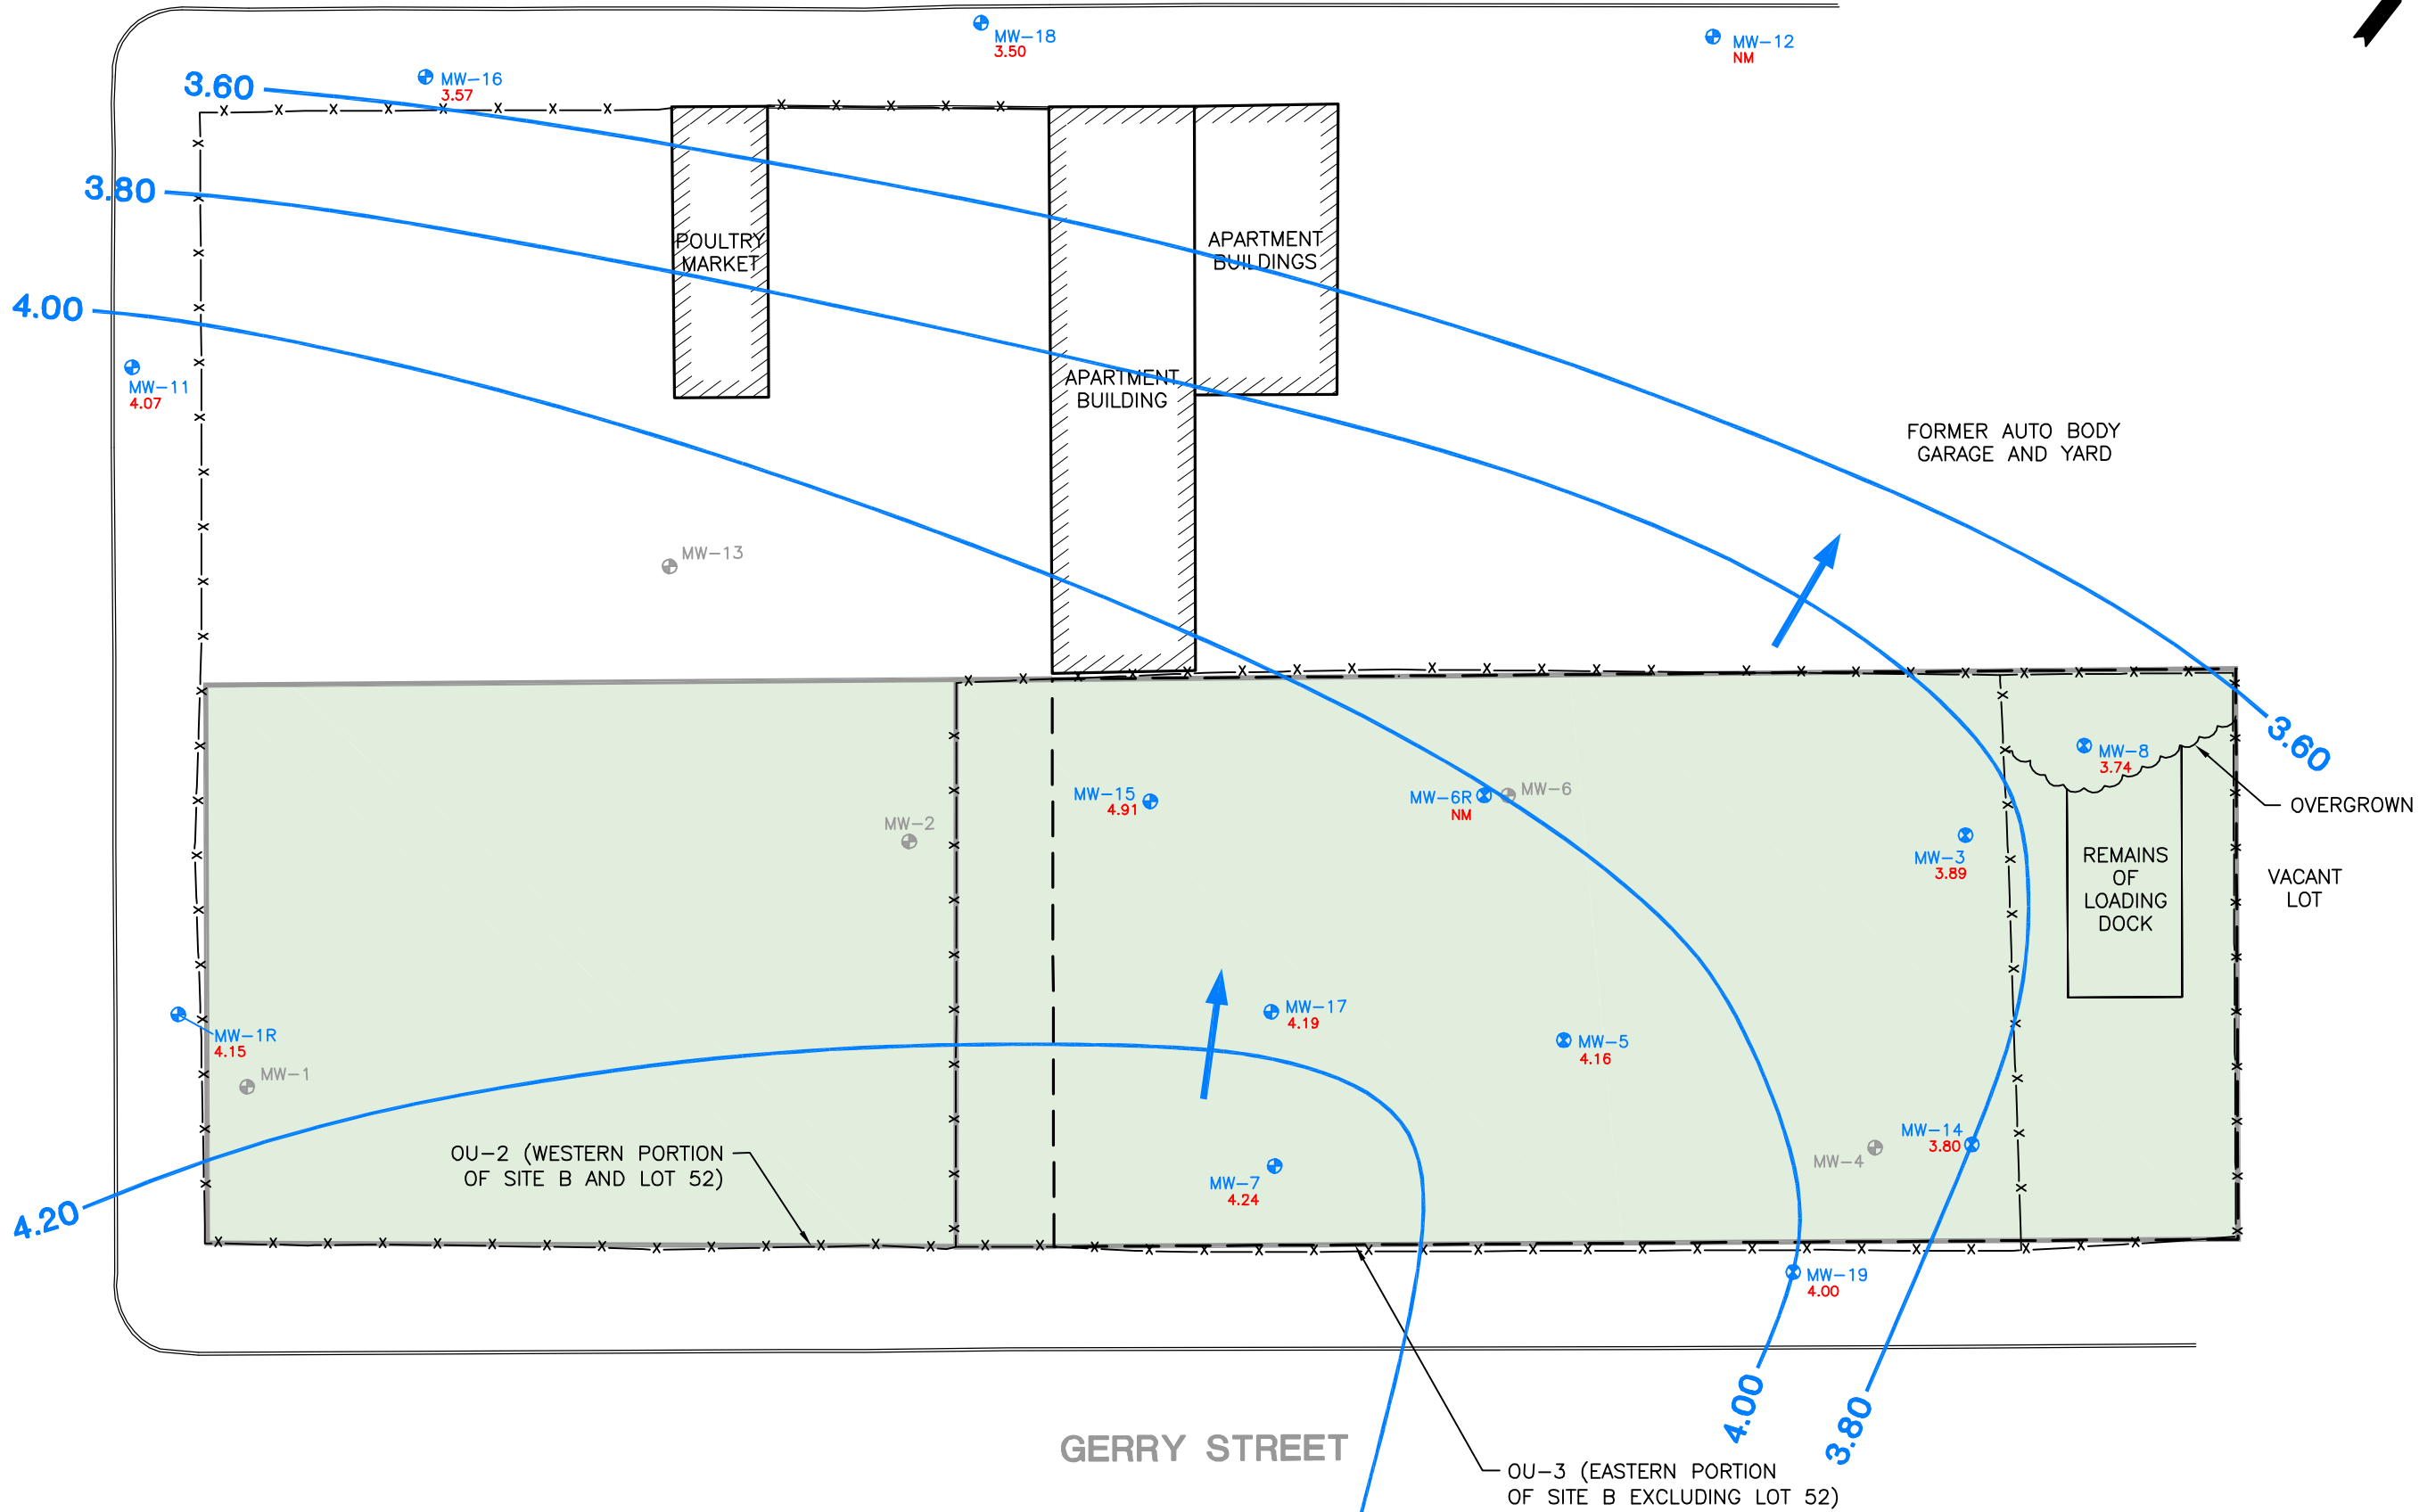 MW-18
3.50
MW-12
NM
3.60
MW-16
3.57
3.80
POULTRY
MARKET
APARTMENT
BUILDINGS
4.00
MW-11
4.07
APARTMENT
BUILDING
FORMER AUTO BODY
GARAGE AND YARD
MW-13
3.60
MW-8
3.74
OVERGROWN
MW-15
4.91
MW-6R
NM
MW-6
MW-2
MW-3
3.89
REMAINS
OF
LOADING
DOCK
VACANT
LOT
MW-17
4.19
MW-1R
4.15
MW-5
4.16
MW-1
OU-2 (WESTERN PORTION
OF SITE B AND LOT 52)
MW-14
3.80
MW-4
MW-7
4.24
4.20
MW-19
4.00
4.00
3.80
GERRY STREET
OU-3 (EASTERN PORTION
OF SITE B EXCLUDING LOT 52)